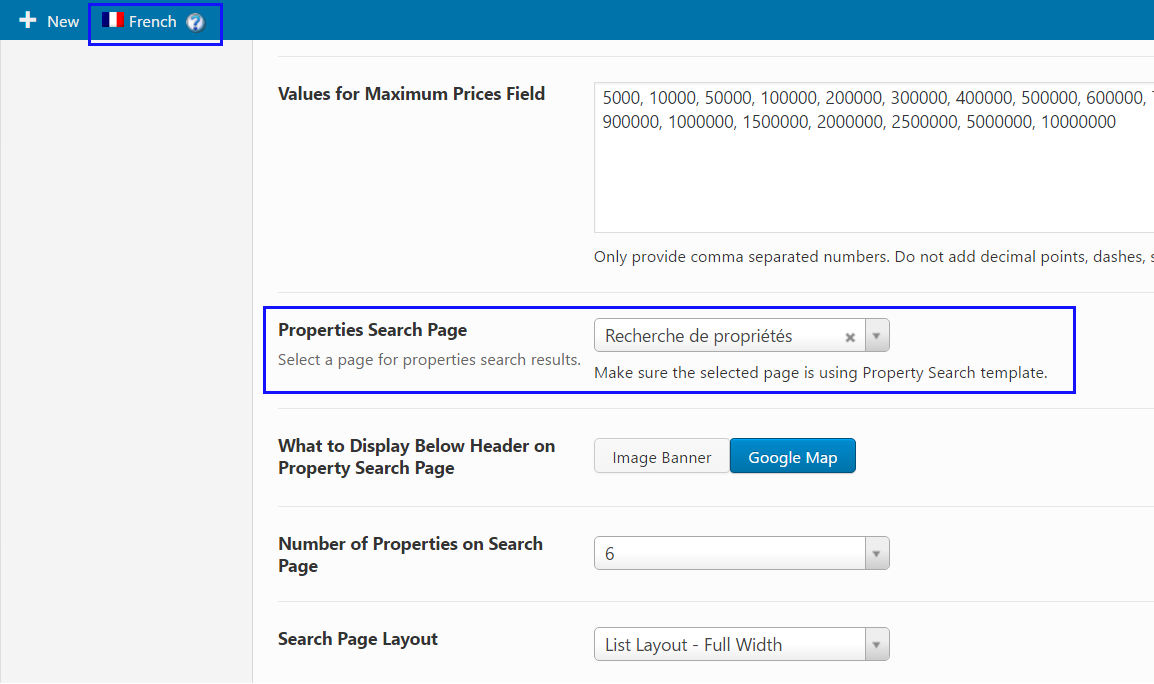 New French
Values for Maximum Prices Field
5000, 10000, 50000, 100000, 200000, 300000, 400000, 500000, 600000,
900000, 1000000, 1500000, 2000000, 2500000, 5000000, 10000000
Only provide comma separated numbers. Do not add decimal points, dashes,
Properties Search Page
Select a page for properties search results.
Recherche de propriétés
Make sure the selected page is using Property Search template.
What to Display Below Header on
Property Search Page
Image Banner Google Map
Number of Properties on Search
Page
6
Search Page Layout
List Layout - Full Width